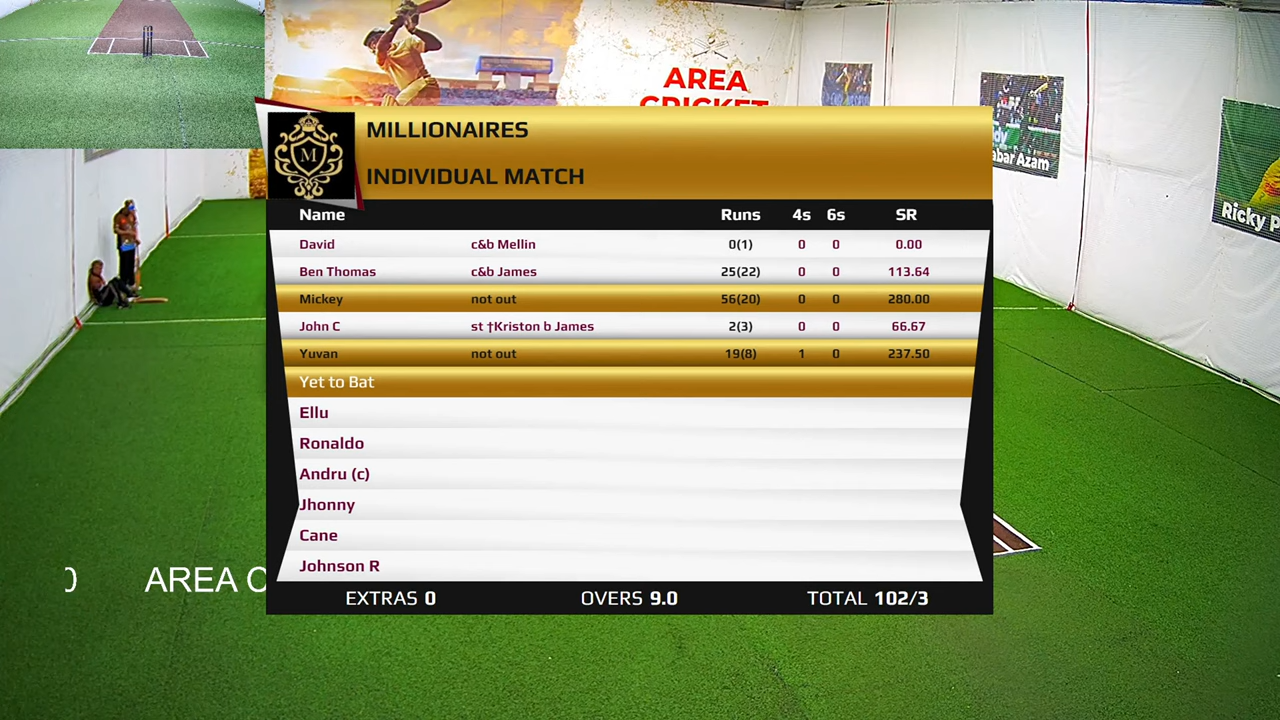 AREA
CRICKET
MILLIONAIRES
M
INDIVIDUAL MATCH
Name Runs 4s 6s SR
David c&b Mellin 0(1) 0 0 0.00
Ben Thomas c&b James 25(22) 0 0 113.64
Mickey not out 56(20) 0 0 280.00
John C st †Kriston b James 2(3) 0 0 66.67
Yuvan not out 19(8) 1 0 237.50
Yet to Bat
Ellu
Ronaldo
Andru (c)
Jhonny
Cane
Johnson R
EXTRAS 0 OVERS 9.0 TOTAL 102/3
AREA
abar Azam
Ricky P